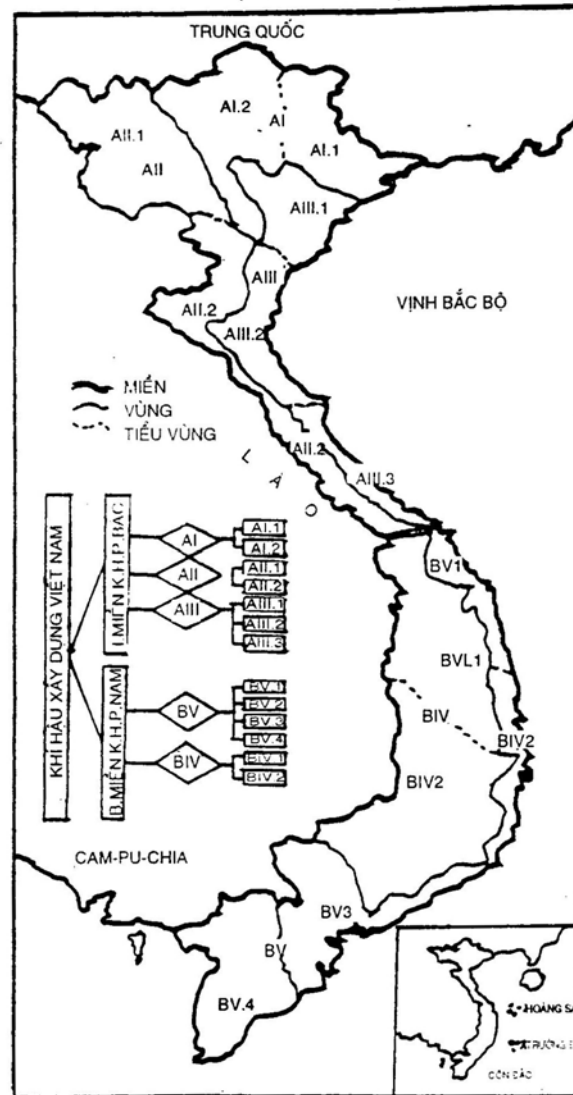 TRUNG QUỐC
AI.2
AI
AII.1
AII
AI.1
AIII.1
AIII
AII.2
AIII.2
VỊNH BẮC BỘ
MIỀN
VÙNG
TIỂU VÙNG
LÀO
AII.2
AIII.3
KHÍ HẬU XÂY DỰNG VIỆT NAM
I.MIỀN K.H.P.BẮC
AI
AI.1
AI.2
AII
AII.1
AII.2
AIII
AIII.1
AIII.2
AIII.3
B.MIỀN K.H.P.NAM
BV
BV.1
BV.2
BV.3
BV.4
BIV
BIV.1
BIV.2
BV1
BVL1
BIV
BIV2
BIV2
CAM-PU-CHIA
BV3
BV
BV.4
HOÀNG SA
CÔN ĐẢO